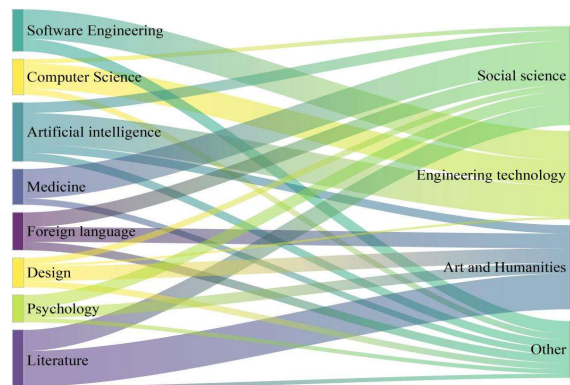 Software Engineering
Computer Science
Artificial intelligence
Medicine
Foreign language
Design
Psychology
Literature
Social science
Engineering technology
Art and Humanities
Other